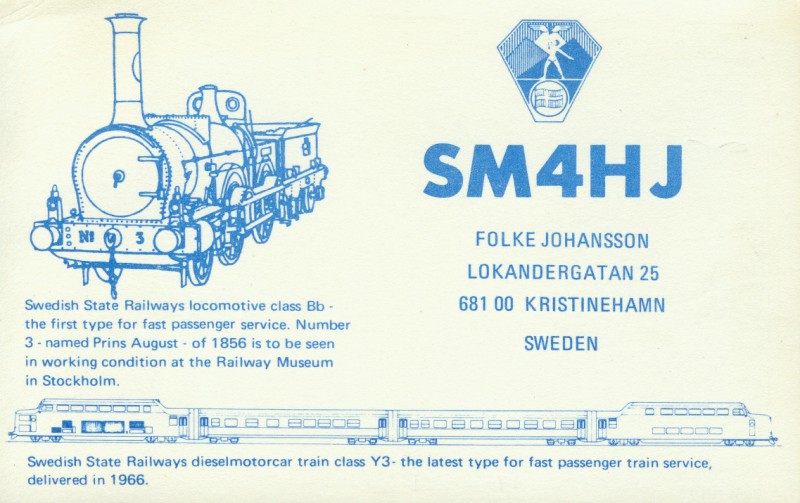 SM4HJ
FOLKE JOHANSSON
LOKANDERGATAN 25
681 00 KRISTINEHAMN
SWEDEN
No 3
Swedish State Railways locomotive class Bb -
the first type for fast passenger service. Number
3 - named Prins August - of 1856 is to be seen
in working condition at the Railway Museum
in Stockholm.
Swedish State Railways dieselmotorcar train class Y3 - the latest type for fast passenger train service,
delivered in 1966.